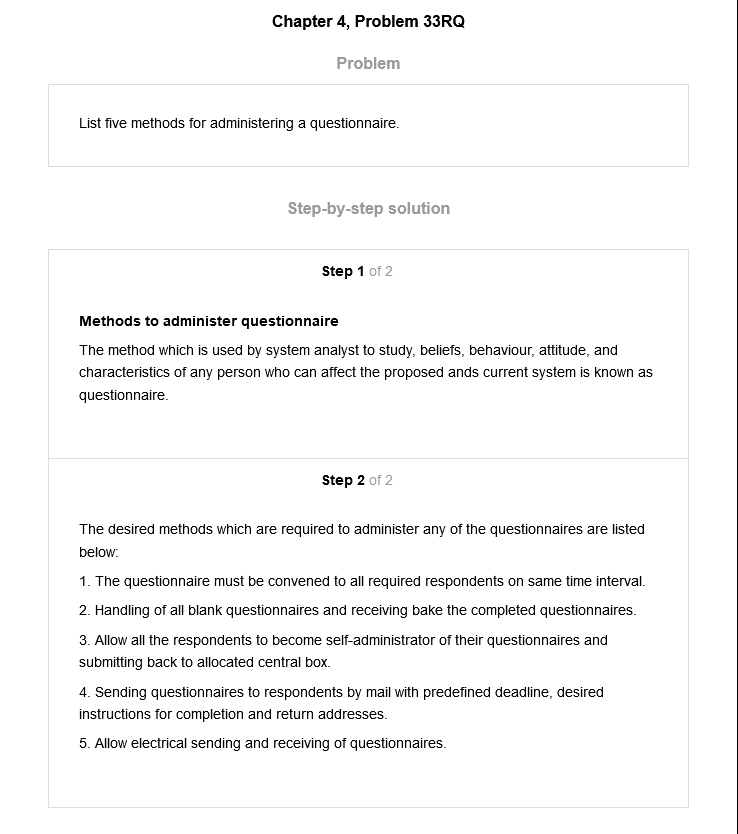 Chapter 4, Problem 33RQ
Problem
List five methods for administering a questionnaire.
Step-by-step solution
Step 1 of 2
Methods to administer questionnaire
The method which is used by system analyst to study, beliefs, behaviour, attitude, and
characteristics of any person who can affect the proposed ands current system is known as
questionnaire.
Step 2 of 2
The desired methods which are required to administer any of the questionnaires are listed
below:
1. The questionnaire must be convened to all required respondents on same time interval.
2. Handling of all blank questionnaires and receiving bake the completed questionnaires.
3. Allow all the respondents to become self-administrator of their questionnaires and
submitting back to allocated central box.
4. Sending questionnaires to respondents by mail with predefined deadline, desired
instructions for completion and return addresses.
5. Allow electrical sending and receiving of questionnaires.